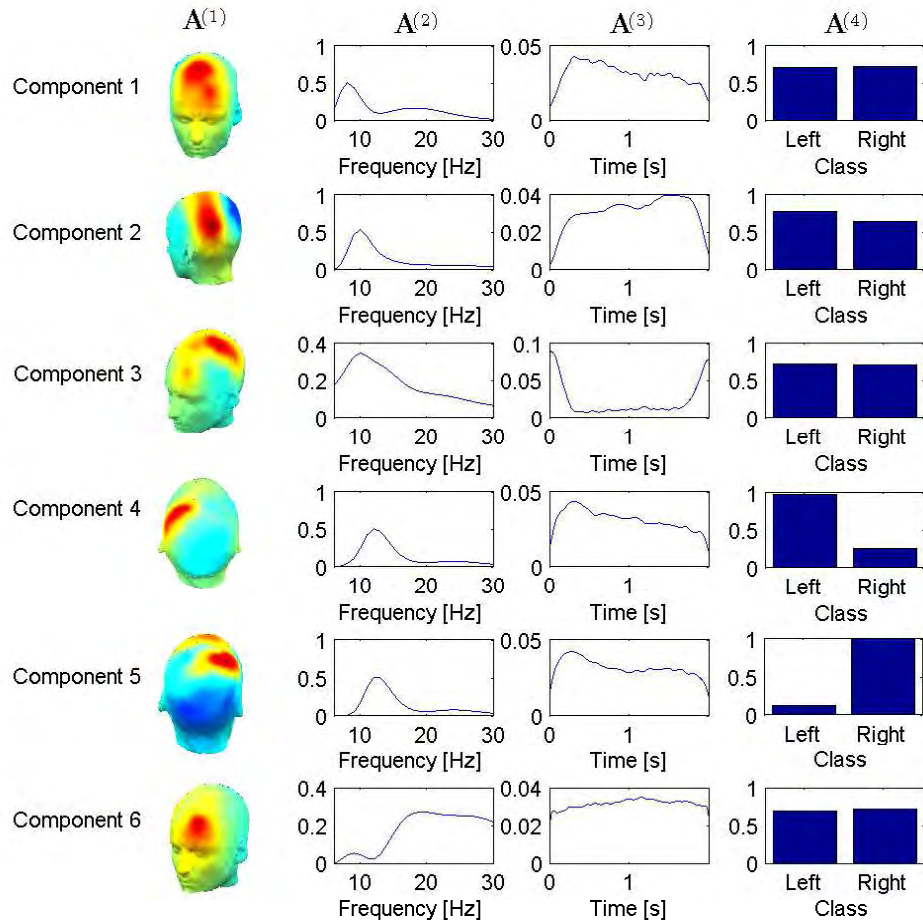 A(1) A(2) A(3) A(4)
Component 1
1
0.5
0
10 20 30
Frequency [Hz]
0.05
0
0 1
Time [s]
1
0.5
0
Left Right
Class
Component 2
1
0.5
0
10 20 30
Frequency [Hz]
0.04
0.02
0
0 1
Time [s]
1
0.5
0
Left Right
Class
Component 3
0.4
0.2
0
10 20 30
Frequency [Hz]
0.1
0.05
0
0 1
Time [s]
1
0.5
0
Left Right
Class
Component 4
1
0.5
0
10 20 30
Frequency [Hz]
0.05
0
0 1
Time [s]
1
0.5
0
Left Right
Class
Component 5
1
0.5
0
10 20 30
Frequency [Hz]
0.05
0
0 1
Time [s]
1
0.5
0
Left Right
Class
Component 6
0.4
0.2
0
10 20 30
Frequency [Hz]
0.04
0.02
0
0 1
Time [s]
1
0.5
0
Left Right
Class